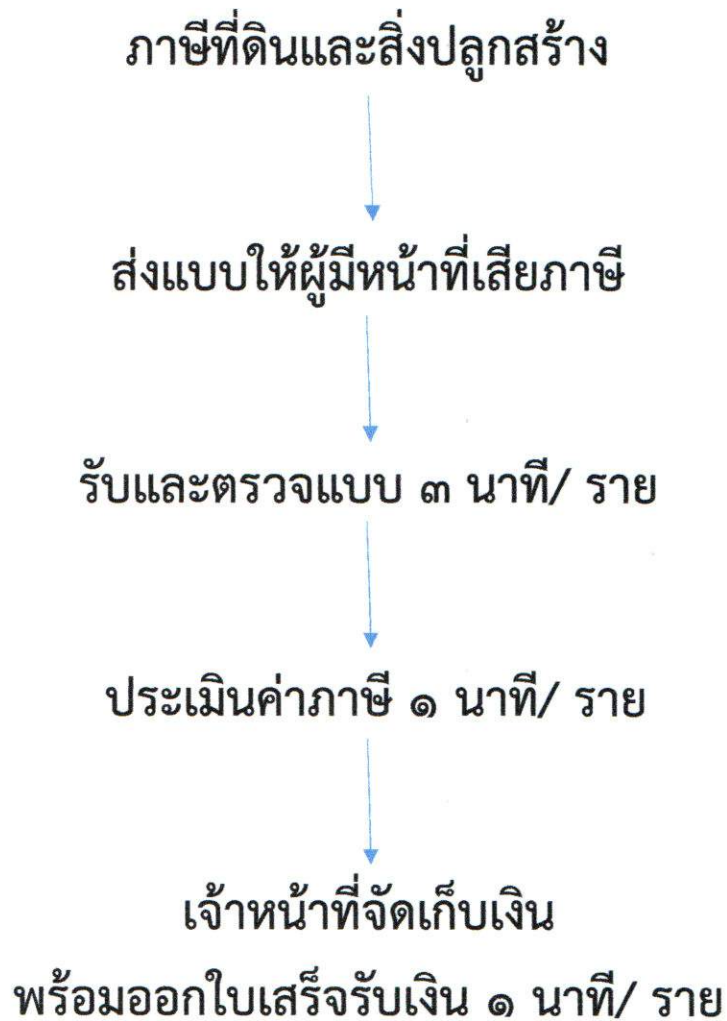 ภาษีที่ดินและสิ่งปลูกสร้าง
ส่งแบบให้ผู้มีหน้าที่เสียภาษี
รับและตรวจแบบ ๓ นาที/ ราย
ประเมินค่าภาษี ๑ นาที/ ราย
เจ้าหน้าที่จัดเก็บเงิน
พร้อมออกใบเสร็จรับเงิน ๑ นาที/ ราย